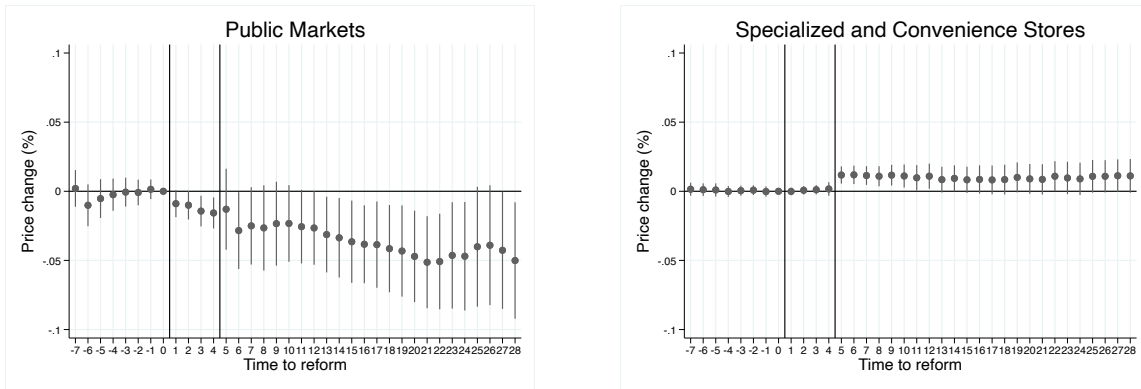 Public Markets
Price change (%)
.1
.05
0
-.05
-.1
-7 -6 -5 -4 -3 -2 -1 0 1 2 3 4 5 6 7 8 9 10 11 12 13 14 15 16 17 18 19 20 21 22 23 24 25 26 27 28
Time to reform
Specialized and Convenience Stores
Price change (%)
.1
.05
0
-.05
-.1
-7 -6 -5 -4 -3 -2 -1 0 1 2 3 4 5 6 7 8 9 10 11 12 13 14 15 16 17 18 19 20 21 22 23 24 25 26 27 28
Time to reform